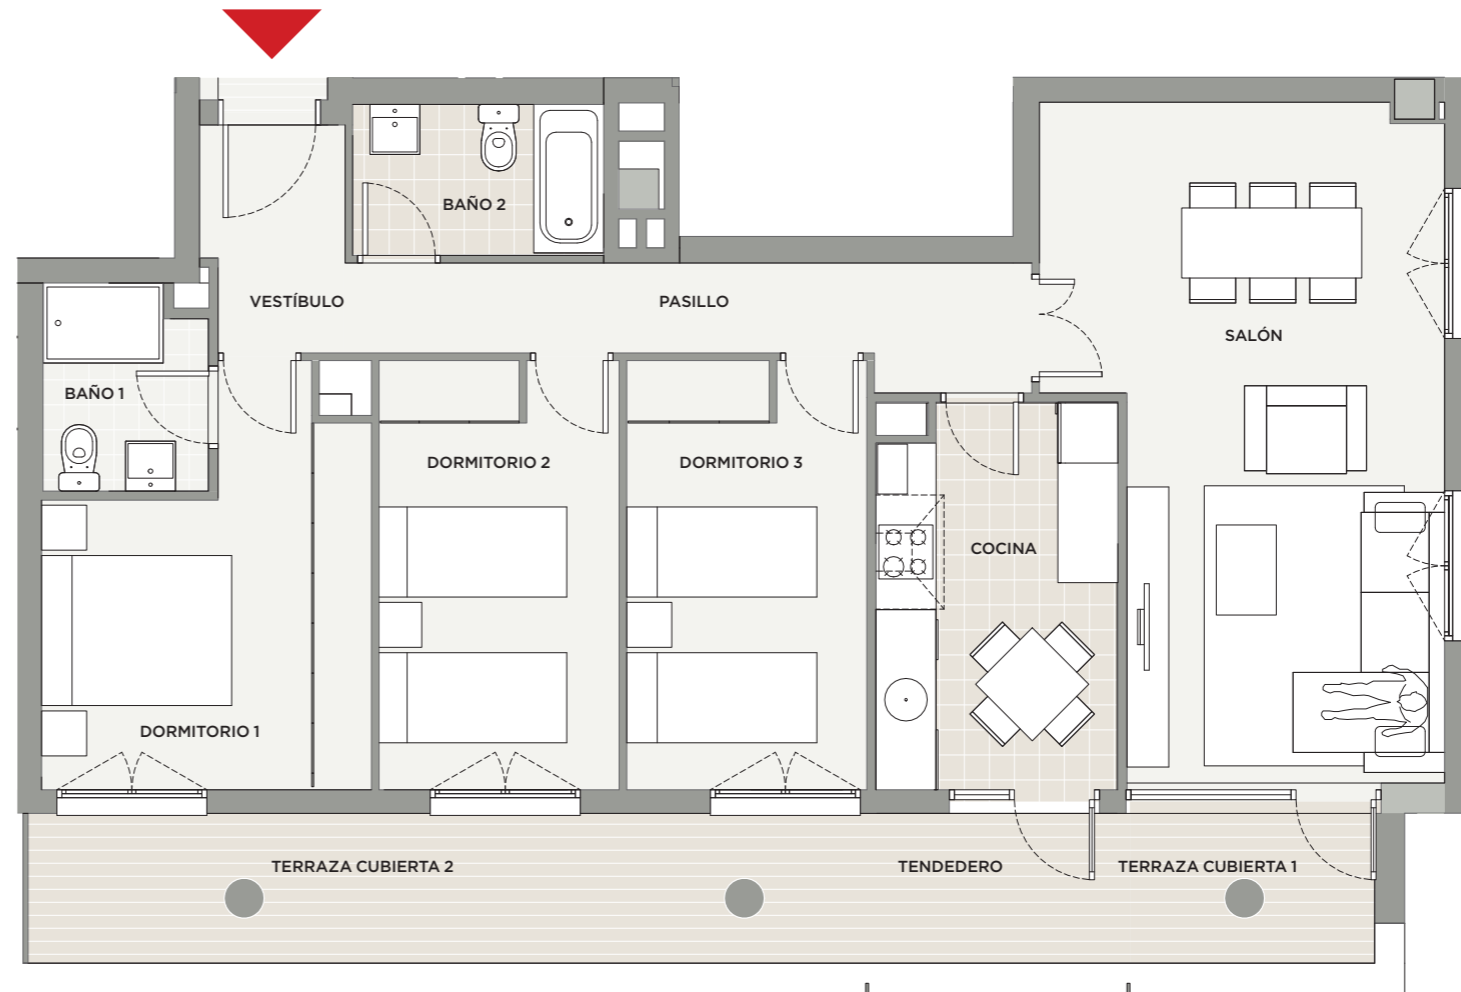 BAÑO 2
VESTÍBULO
PASILLO
SALÓN
BAÑO 1
DORMITORIO 2
DORMITORIO 3
COCINA
DORMITORIO 1
TERRAZA CUBIERTA 2
TENDEDERO
TERRAZA CUBIERTA 1